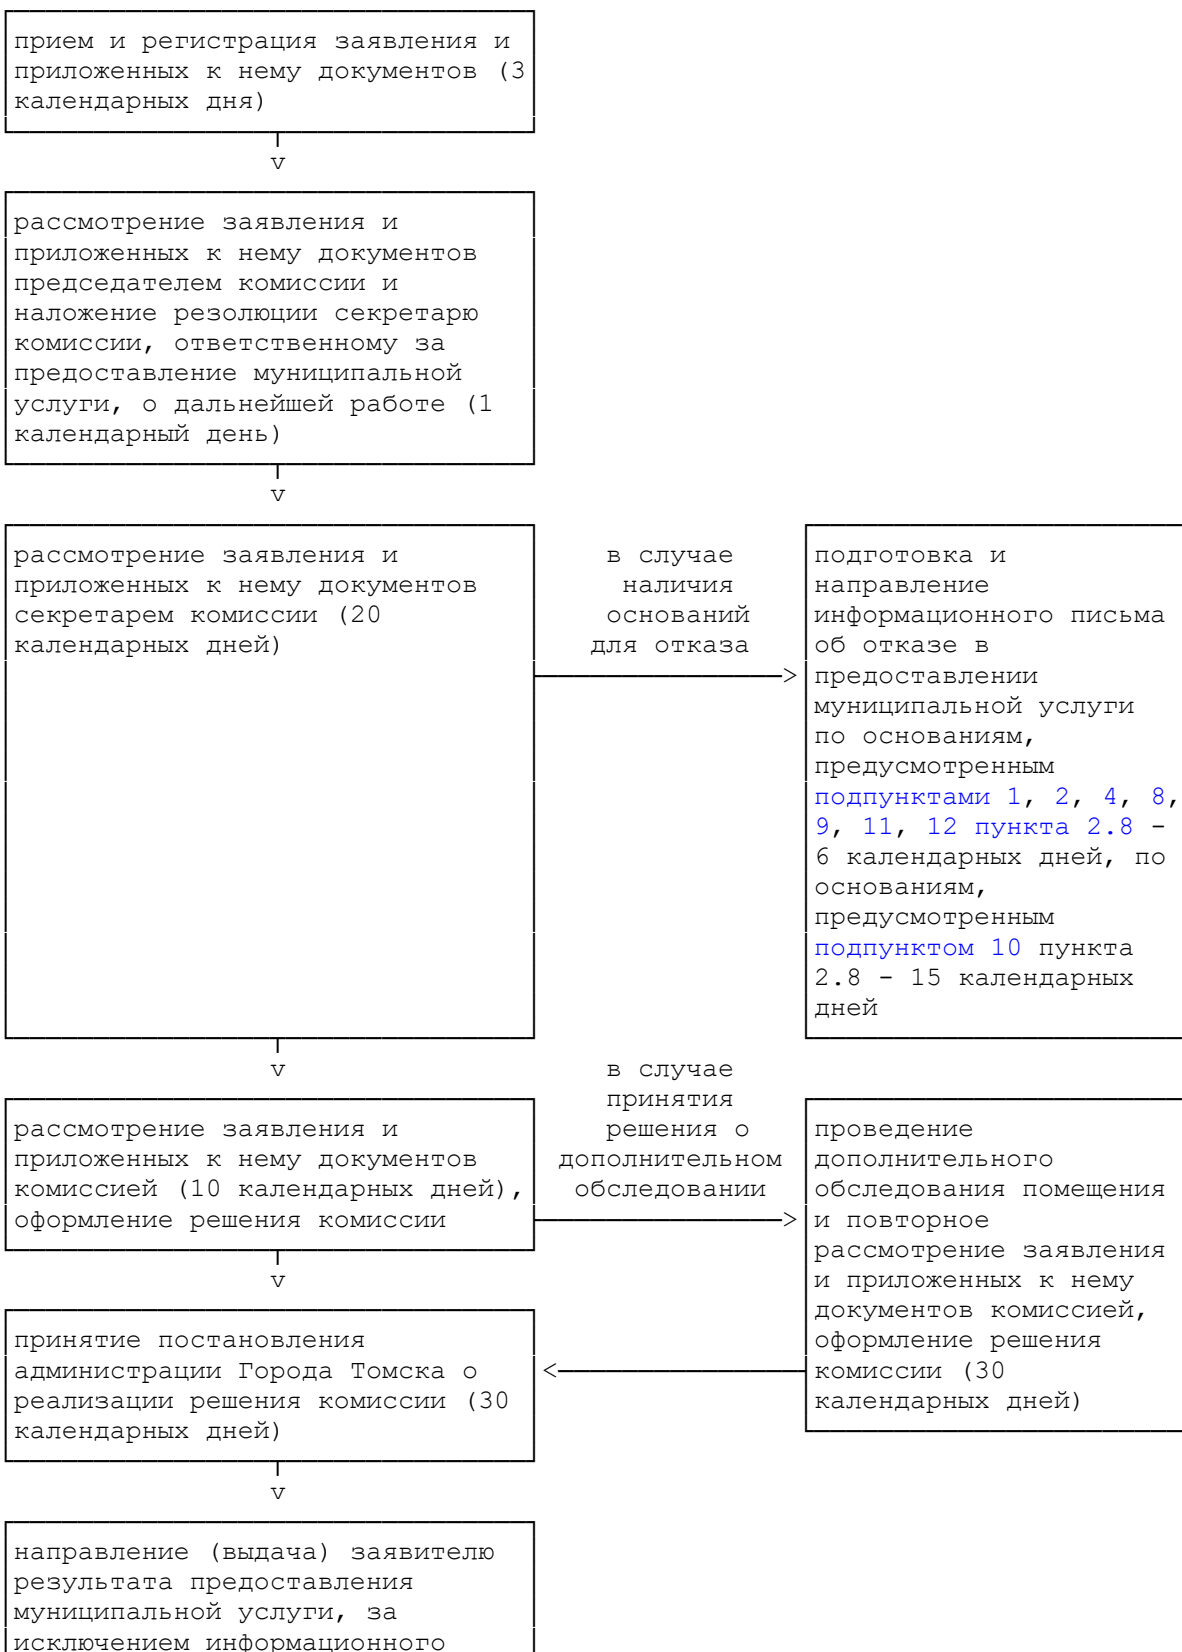 прием и регистрация заявления и
приложенных к нему документов (3
календарных дня)
v
рассмотрение заявления и
приложенных к нему документов
председателем комиссии и
наложение резолюции секретарю
комиссии, ответственному за
предоставление муниципальной
услуги, о дальнейшей работе (1
календарный день)
v
рассмотрение заявления и
приложенных к нему документов
секретарем комиссии (20
календарных дней)
в случае
наличия
оснований
для отказа
подготовка и
направление
информационного письма
об отказе в
предоставлении
муниципальной услуги
по основаниям,
предусмотренным
подпунктами 1, 2, 4, 8,
9, 11, 12 пункта 2.8 -
6 календарных дней, по
основаниям,
предусмотренным
подпунктом 10 пункта
2.8 - 15 календарных
дней
v
рассмотрение заявления и
приложенных к нему документов
комиссией (10 календарных дней),
оформление решения комиссии
в случае
принятия
решения о
дополнительном
обследовании
проведение
дополнительного
обследования помещения
и повторное
рассмотрение заявления
и приложенных к нему
документов комиссией,
оформление решения
комиссии (30
календарных дней)
v
принятие постановления
администрации Города Томска о
реализации решения комиссии (30
календарных дней)
v
направление (выдача) заявителю
результата предоставления
муниципальной услуги, за
исключением информационного